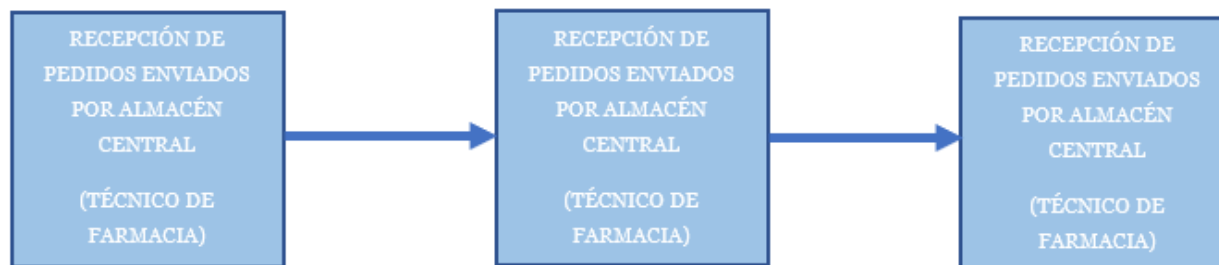 RECEPCIÓN DE
PEDIDOS ENVIADOS
POR ALMACÉN
CENTRAL
(TÉCNICO DE
FARMACIA)
RECEPCIÓN DE
PEDIDOS ENVIADOS
POR ALMACÉN
CENTRAL
(TÉCNICO DE
FARMACIA)
RECEPCIÓN DE
PEDIDOS ENVIADOS
POR ALMACÉN
CENTRAL
(TÉCNICO DE
FARMACIA)